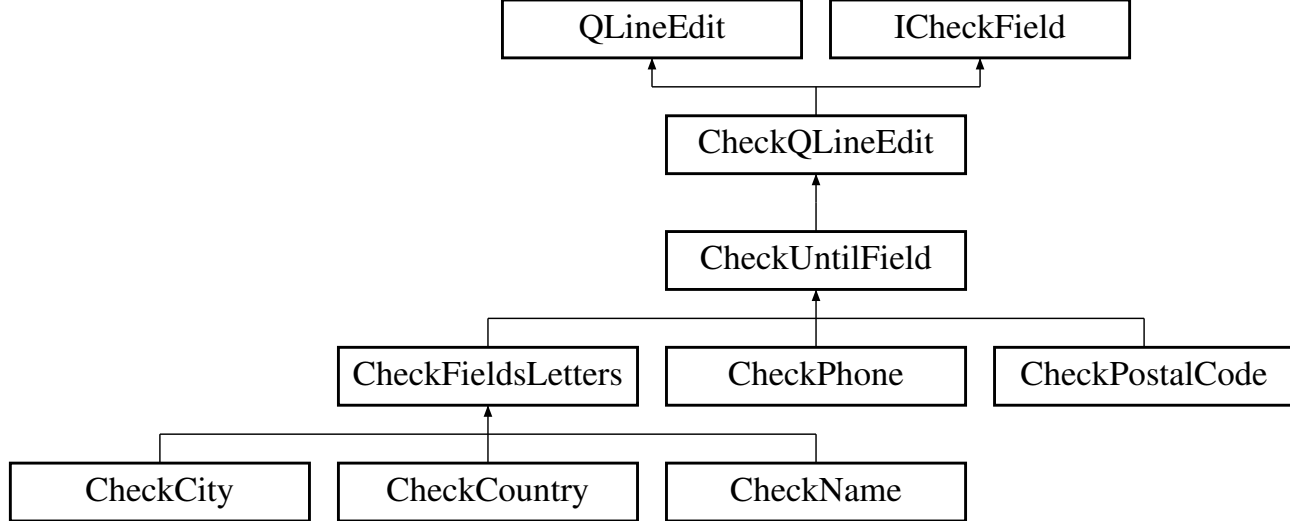 QLineEdit
ICheckField
CheckQLineEdit
CheckUntilField
CheckFieldsLetters
CheckPhone
CheckPostalCode
CheckCity
CheckCountry
CheckName